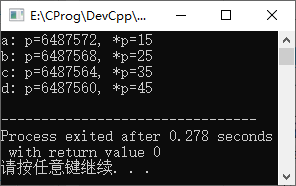 E:\CProg\DevCpp\...
a: p=6487572, *p=15
b: p=6487568, *p=25
c: p=6487564, *p=35
d: p=6487560, *p=45
--------------------------------
Process exited after 0.278 seconds
with return value 0
请按任意键继续. . .